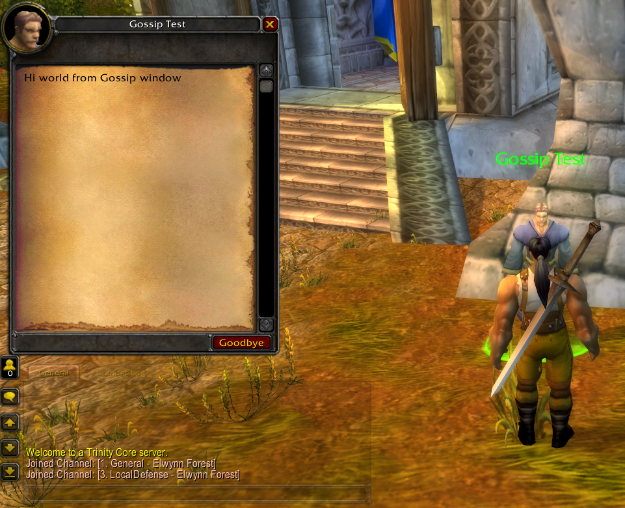 Gossip Test
Hi world from Gossip window
Gossip Test
Goodbye
0
Welcome to a Trinity Core server.
Joined Channel: [1. General - Elwynn Forest]
Joined Channel: [3. LocalDefense - Elwynn Forest]